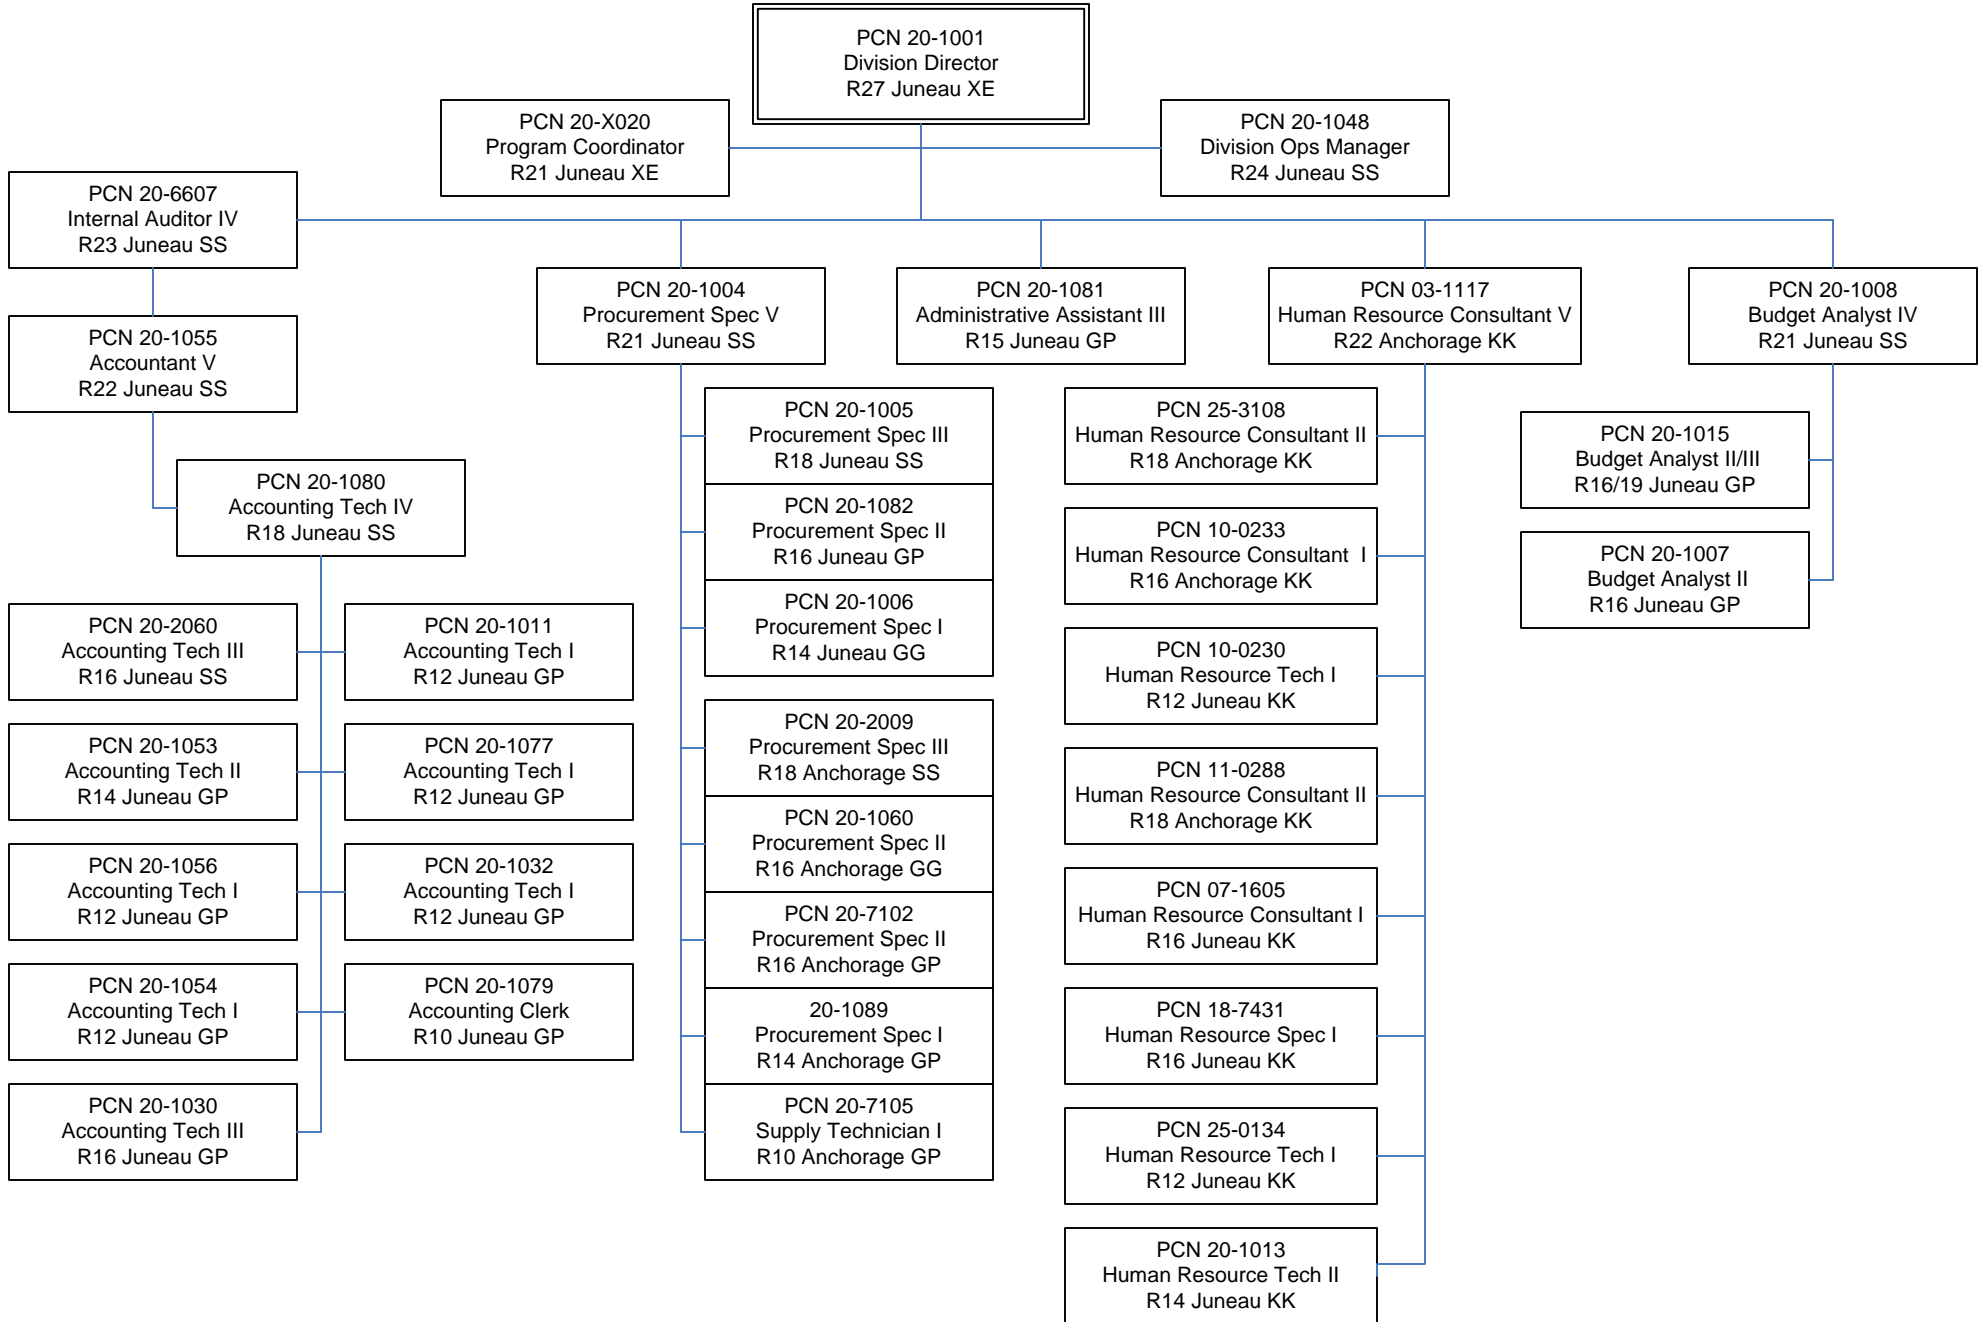 PCN 20-1001
Division Director
R27 Juneau XE
PCN 20-X020
Program Coordinator
R21 Juneau XE
PCN 20-1048
Division Ops Manager
R24 Juneau SS
PCN 20-6607
Internal Auditor IV
R23 Juneau SS
PCN 20-1055
Accountant V
R22 Juneau SS
PCN 20-1080
Accounting Tech IV
R18 Juneau SS
PCN 20-2060
Accounting Tech III
R16 Juneau SS
PCN 20-1011
Accounting Tech I
R12 Juneau GP
PCN 20-1053
Accounting Tech II
R14 Juneau GP
PCN 20-1077
Accounting Tech I
R12 Juneau GP
PCN 20-1056
Accounting Tech I
R12 Juneau GP
PCN 20-1032
Accounting Tech I
R12 Juneau GP
PCN 20-1054
Accounting Tech I
R12 Juneau GP
PCN 20-1079
Accounting Clerk
R10 Juneau GP
PCN 20-1030
Accounting Tech III
R16 Juneau GP
PCN 20-1004
Procurement Spec V
R21 Juneau SS
PCN 20-1005
Procurement Spec III
R18 Juneau SS
PCN 20-1082
Procurement Spec II
R16 Juneau GP
PCN 20-1006
Procurement Spec I
R14 Juneau GG
PCN 20-2009
Procurement Spec III
R18 Anchorage SS
PCN 20-1060
Procurement Spec II
R16 Anchorage GG
PCN 20-7102
Procurement Spec II
R16 Anchorage GP
20-1089
Procurement Spec I
R14 Anchorage GP
PCN 20-7105
Supply Technician I
R10 Anchorage GP
PCN 20-1081
Administrative Assistant III
R15 Juneau GP
PCN 03-1117
Human Resource Consultant V
R22 Anchorage KK
PCN 25-3108
Human Resource Consultant II
R18 Anchorage KK
PCN 10-0233
Human Resource Consultant I
R16 Anchorage KK
PCN 10-0230
Human Resource Tech I
R12 Juneau KK
PCN 11-0288
Human Resource Consultant II
R18 Anchorage KK
PCN 07-1605
Human Resource Consultant I
R16 Juneau KK
PCN 18-7431
Human Resource Spec I
R16 Juneau KK
PCN 25-0134
Human Resource Tech I
R12 Juneau KK
PCN 20-1013
Human Resource Tech II
R14 Juneau KK
PCN 20-1008
Budget Analyst IV
R21 Juneau SS
PCN 20-1015
Budget Analyst II/III
R16/19 Juneau GP
PCN 20-1007
Budget Analyst II
R16 Juneau GP